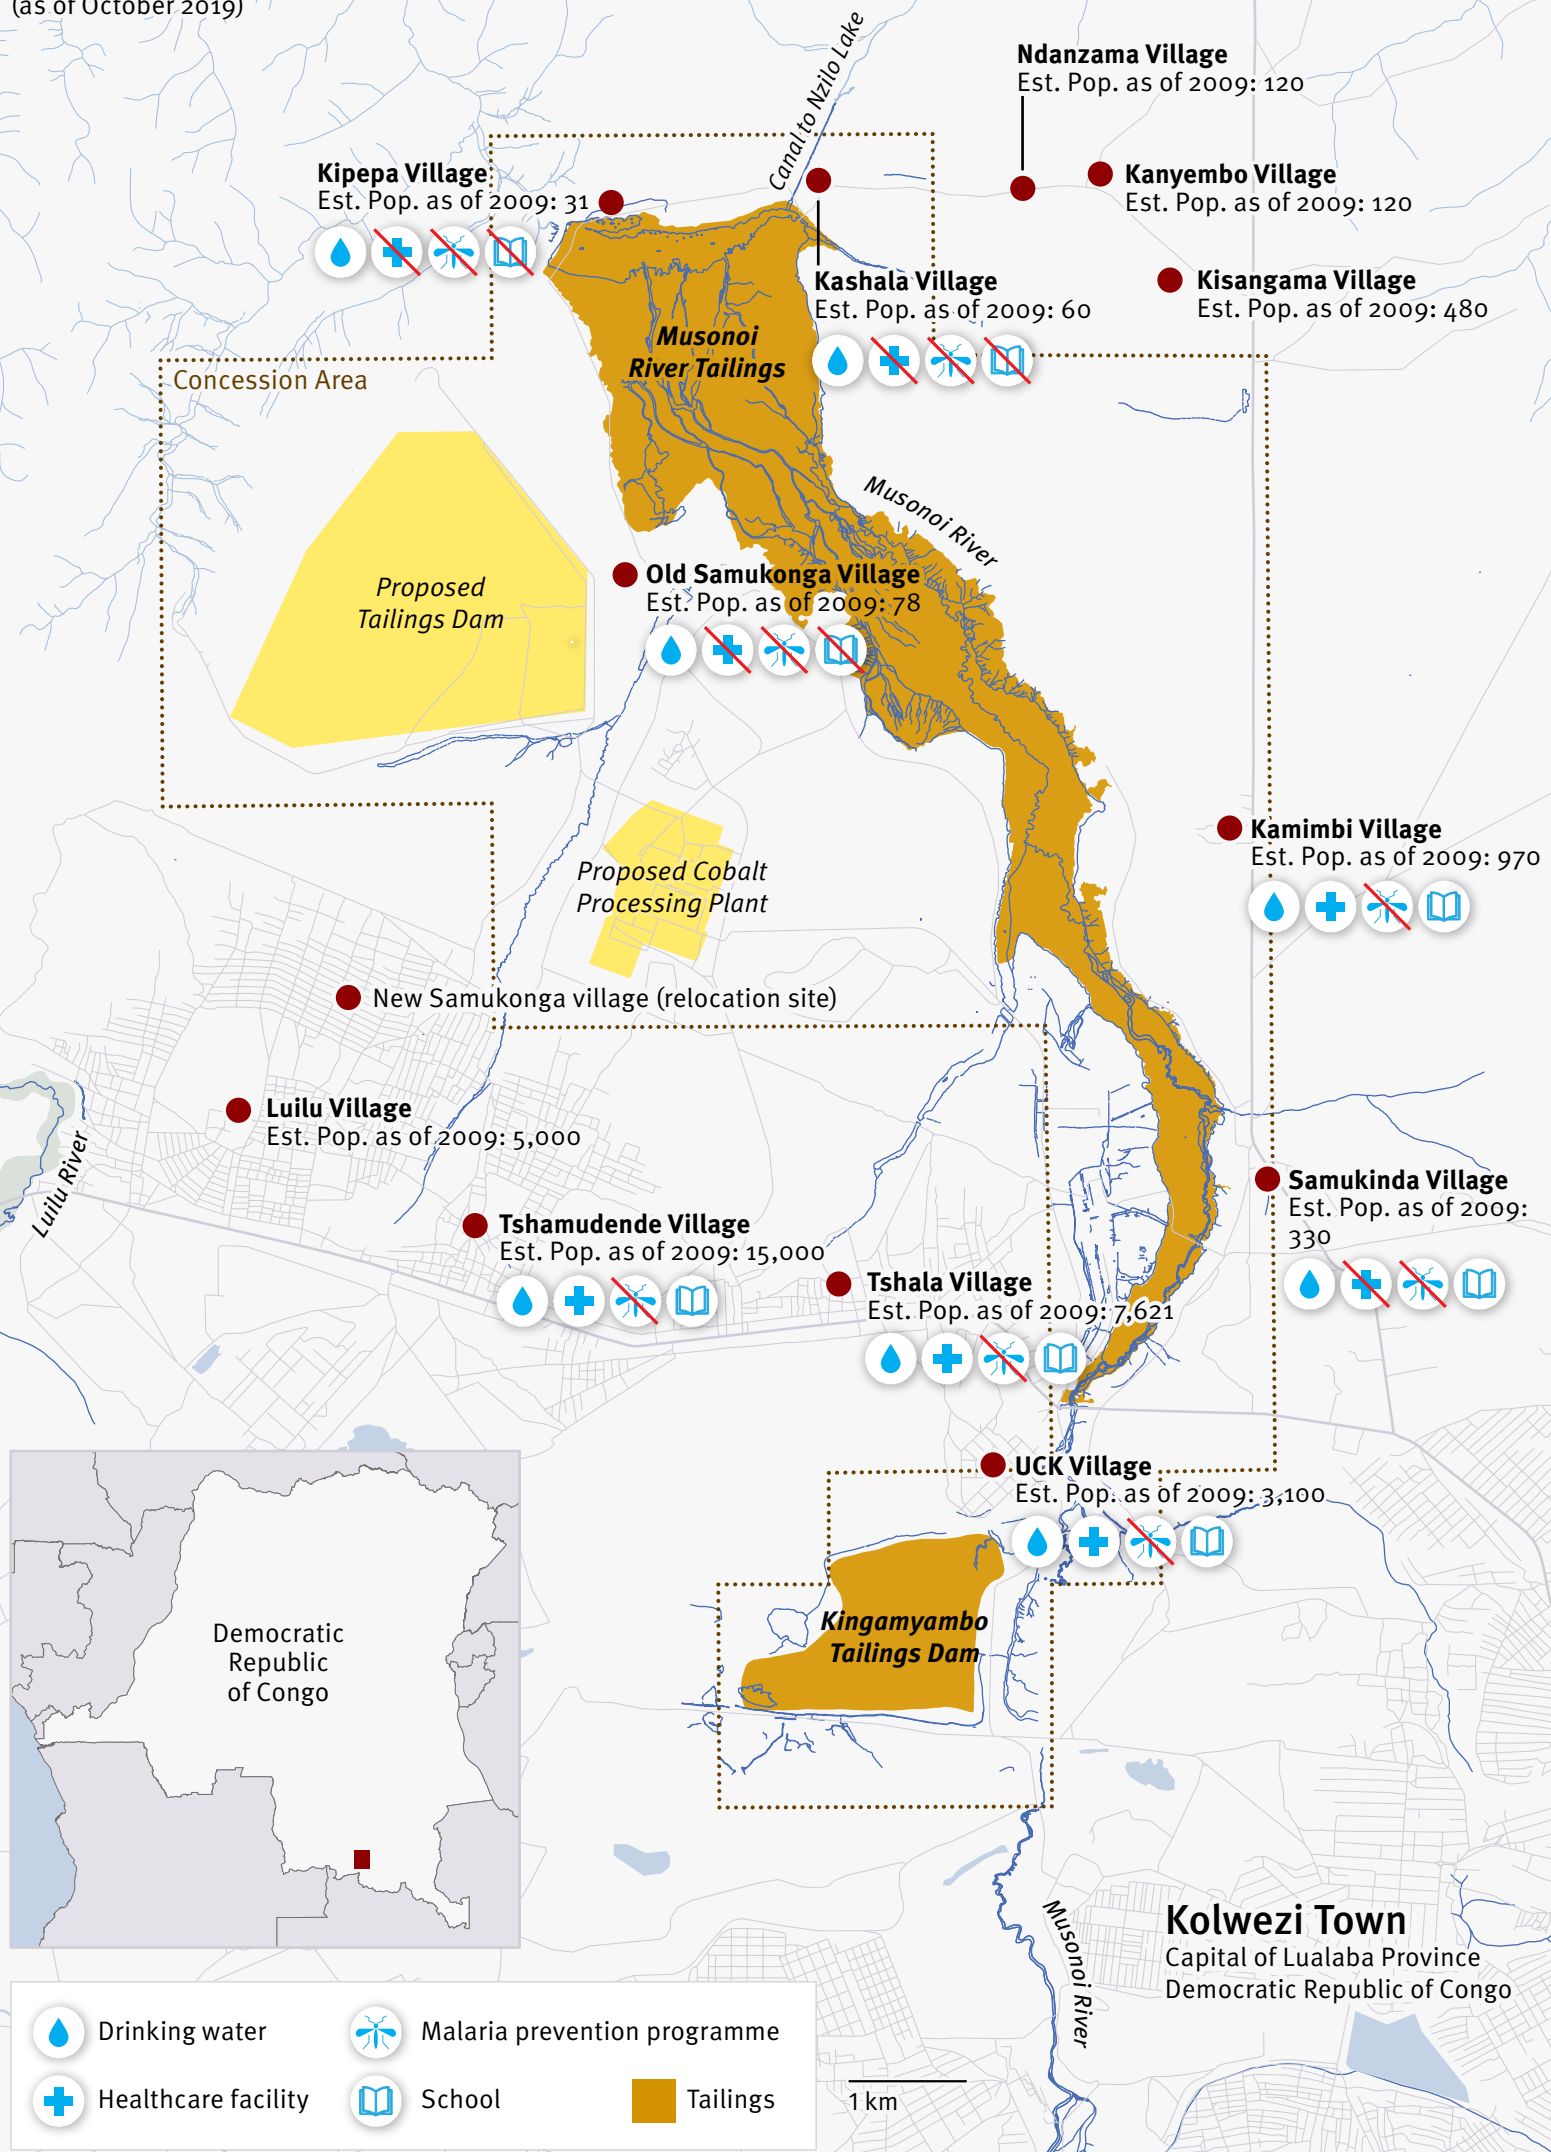 (as of October 2019)
Canal to Nzilo Lake
Ndanzama Village
Est. Pop. as of 2009: 120
Kipepa Village
Est. Pop. as of 2009: 31
Kanyembo Village
Est. Pop. as of 2009: 120
Kashala Village
Est. Pop. as of 2009: 60
Kisangama Village
Est. Pop. as of 2009: 480
Musonoi
River Tailings
Concession Area
Musonoi River
Proposed
Tailings Dam
Old Samukonga Village
Est. Pop. as of 2009: 78
Kamimbi Village
Est. Pop. as of 2009: 970
Proposed Cobalt
Processing Plant
New Samukonga village (relocation site)
Luilu Village
Est. Pop. as of 2009: 5,000
Luilu River
Samukinda Village
Est. Pop. as of 2009:
330
Tshamudende Village
Est. Pop. as of 2009: 15,000
Tshala Village
Est. Pop. as of 2009: 7,621
UCK Village
Est. Pop. as of 2009: 3,100
Kingamyambo
Tailings Dam
Democratic
Republic
of Congo
Musonoi River
Kolwezi Town
Capital of Lualaba Province
Democratic Republic of Congo
Drinking water
Malaria prevention programme
Healthcare facility
School
Tailings
1 km